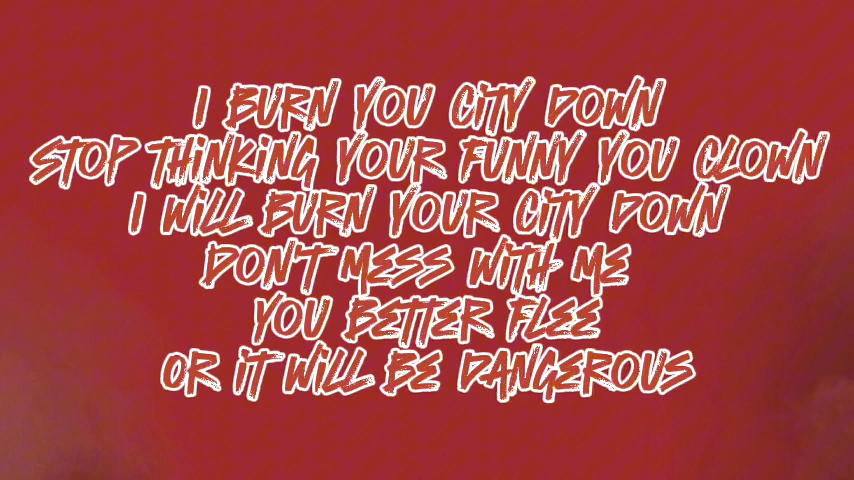 I BURN YOU CiTY DOWN
STOP THiNKiNG YOUR FUNNY YOU CLOWN
I WiLL BURN YOUR CiTY DOWN
DON'T MESS WiTH ME
YOU BETTER FLEE
OR iT WiLL BE DANGEROUS